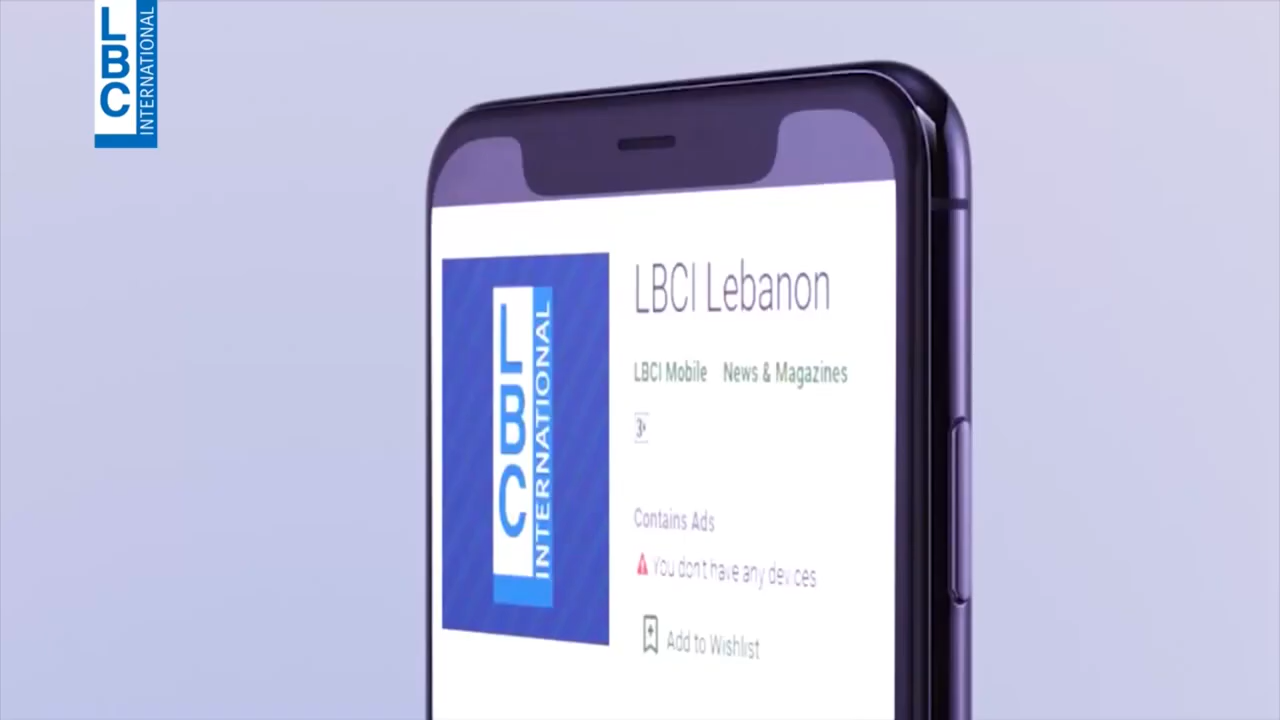 LBC
INTERNATIONAL
LBC
INTERNATIONAL
LBCI Lebanon
LBCI Mobile News & Magazines
3+
Contains Ads
You don't have any devices
Add to Wishlist